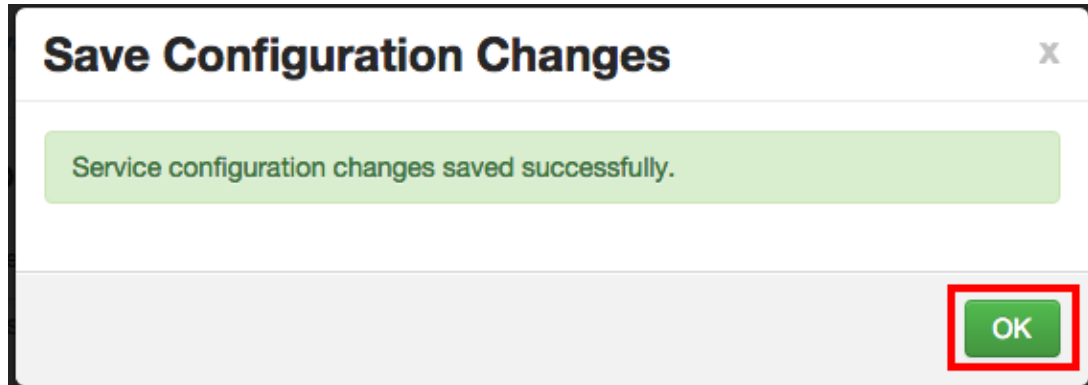 Save Configuration Changes
x
Service configuration changes saved successfully.
OK